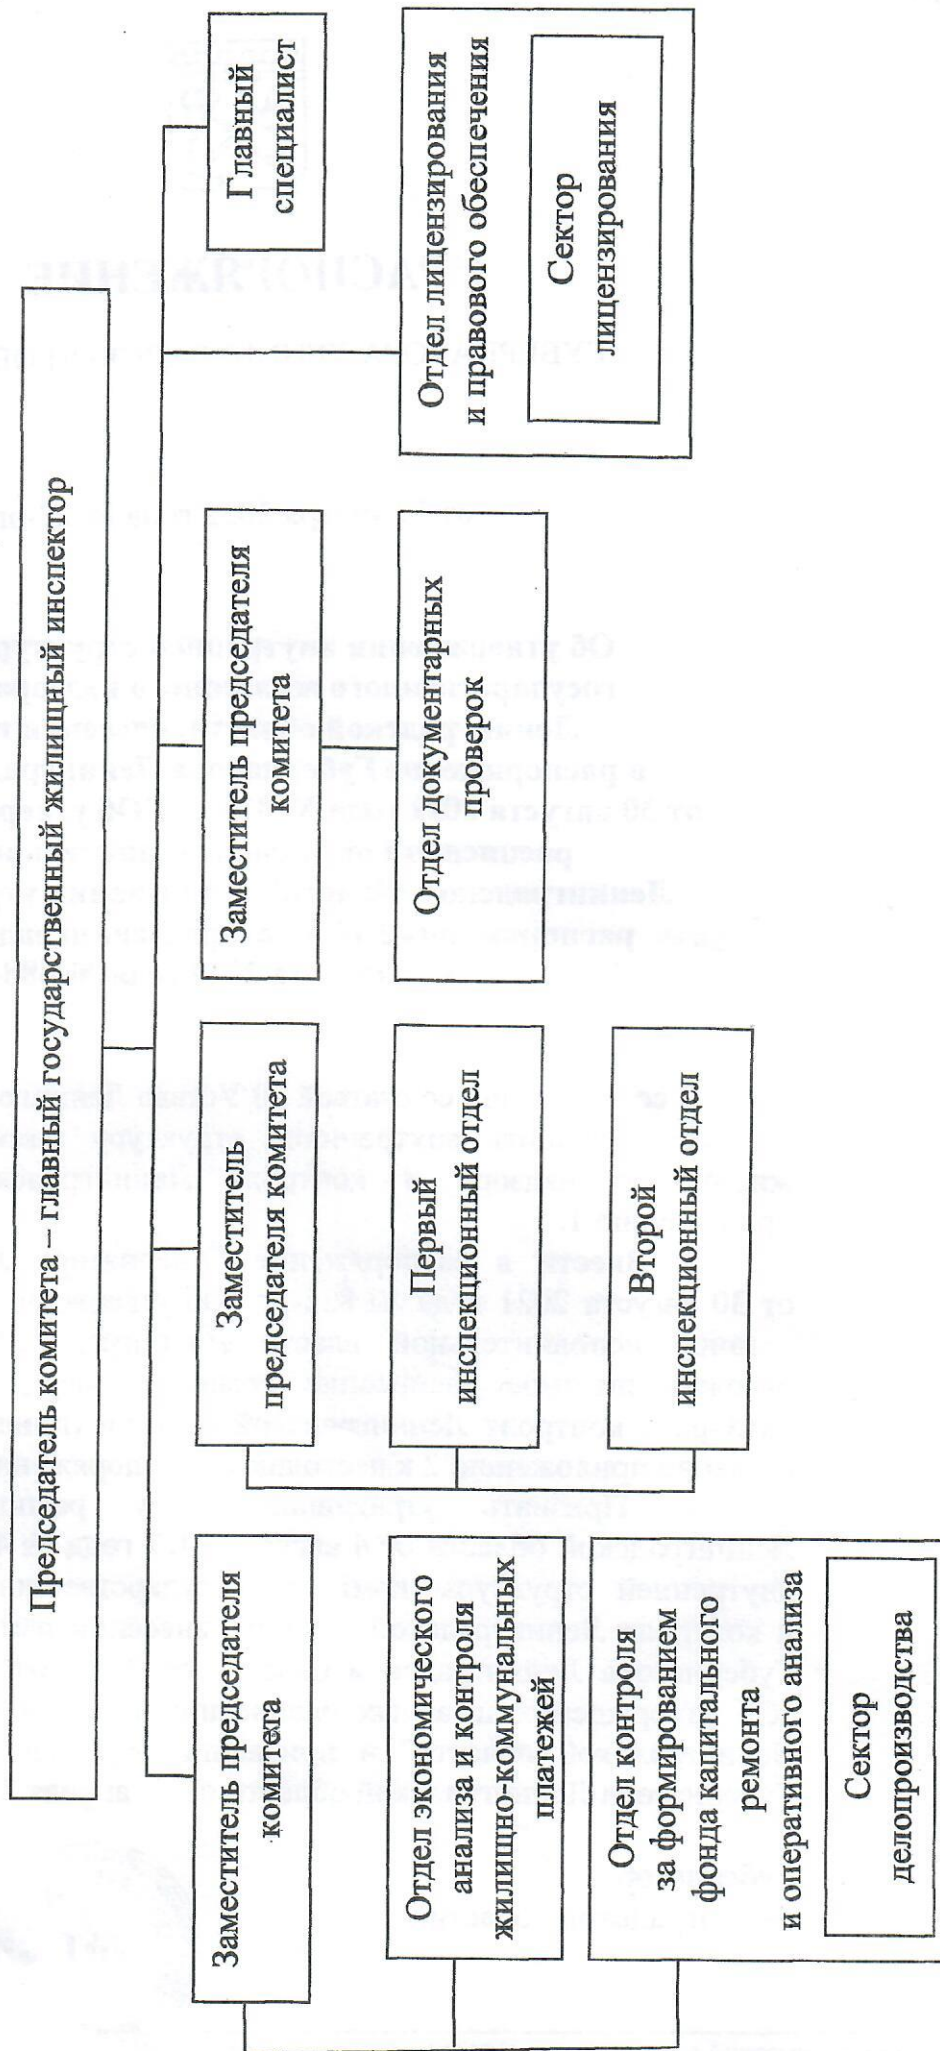 Председатель комитета – главный государственный жилищный инспектор
Заместитель председателя
комитета
Отдел экономического
анализа и контроля
жилищно-коммунальных
платежей
Отдел контроля
за формированием
фонда капитального
ремонта
и оперативного анализа
Сектор
делопроизводства
Заместитель
председателя комитета
Первый
инспекционный отдел
Второй
инспекционный отдел
Заместитель председателя
комитета
Отдел документарных
проверок
Главный
специалист
Отдел лицензирования
и правового обеспечения
Сектор
лицензирования